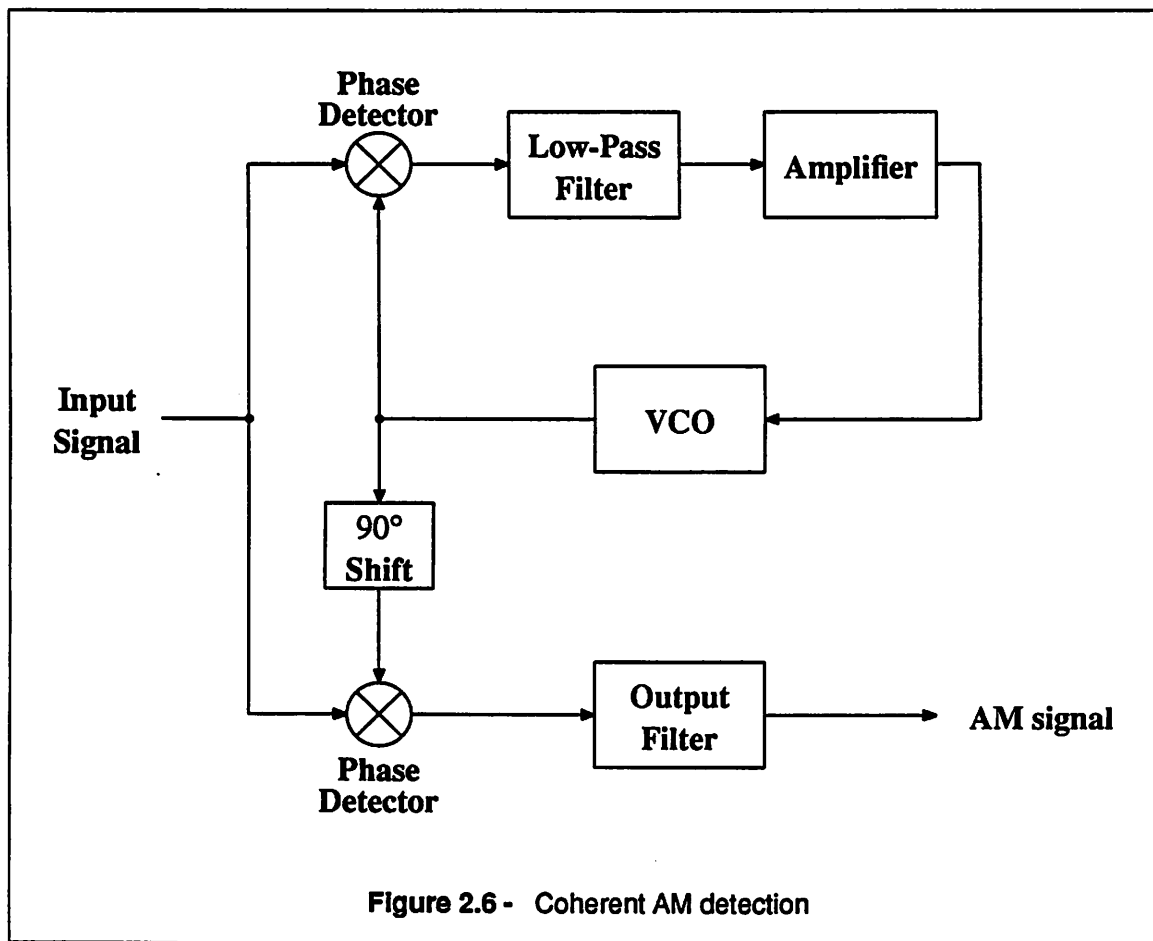 Phase
Detector
Low-Pass
Filter
Amplifier
Input
Signal
VCO
90°
Shift
Phase
Detector
Output
Filter
AM signal
Figure 2.6 - Coherent AM detection